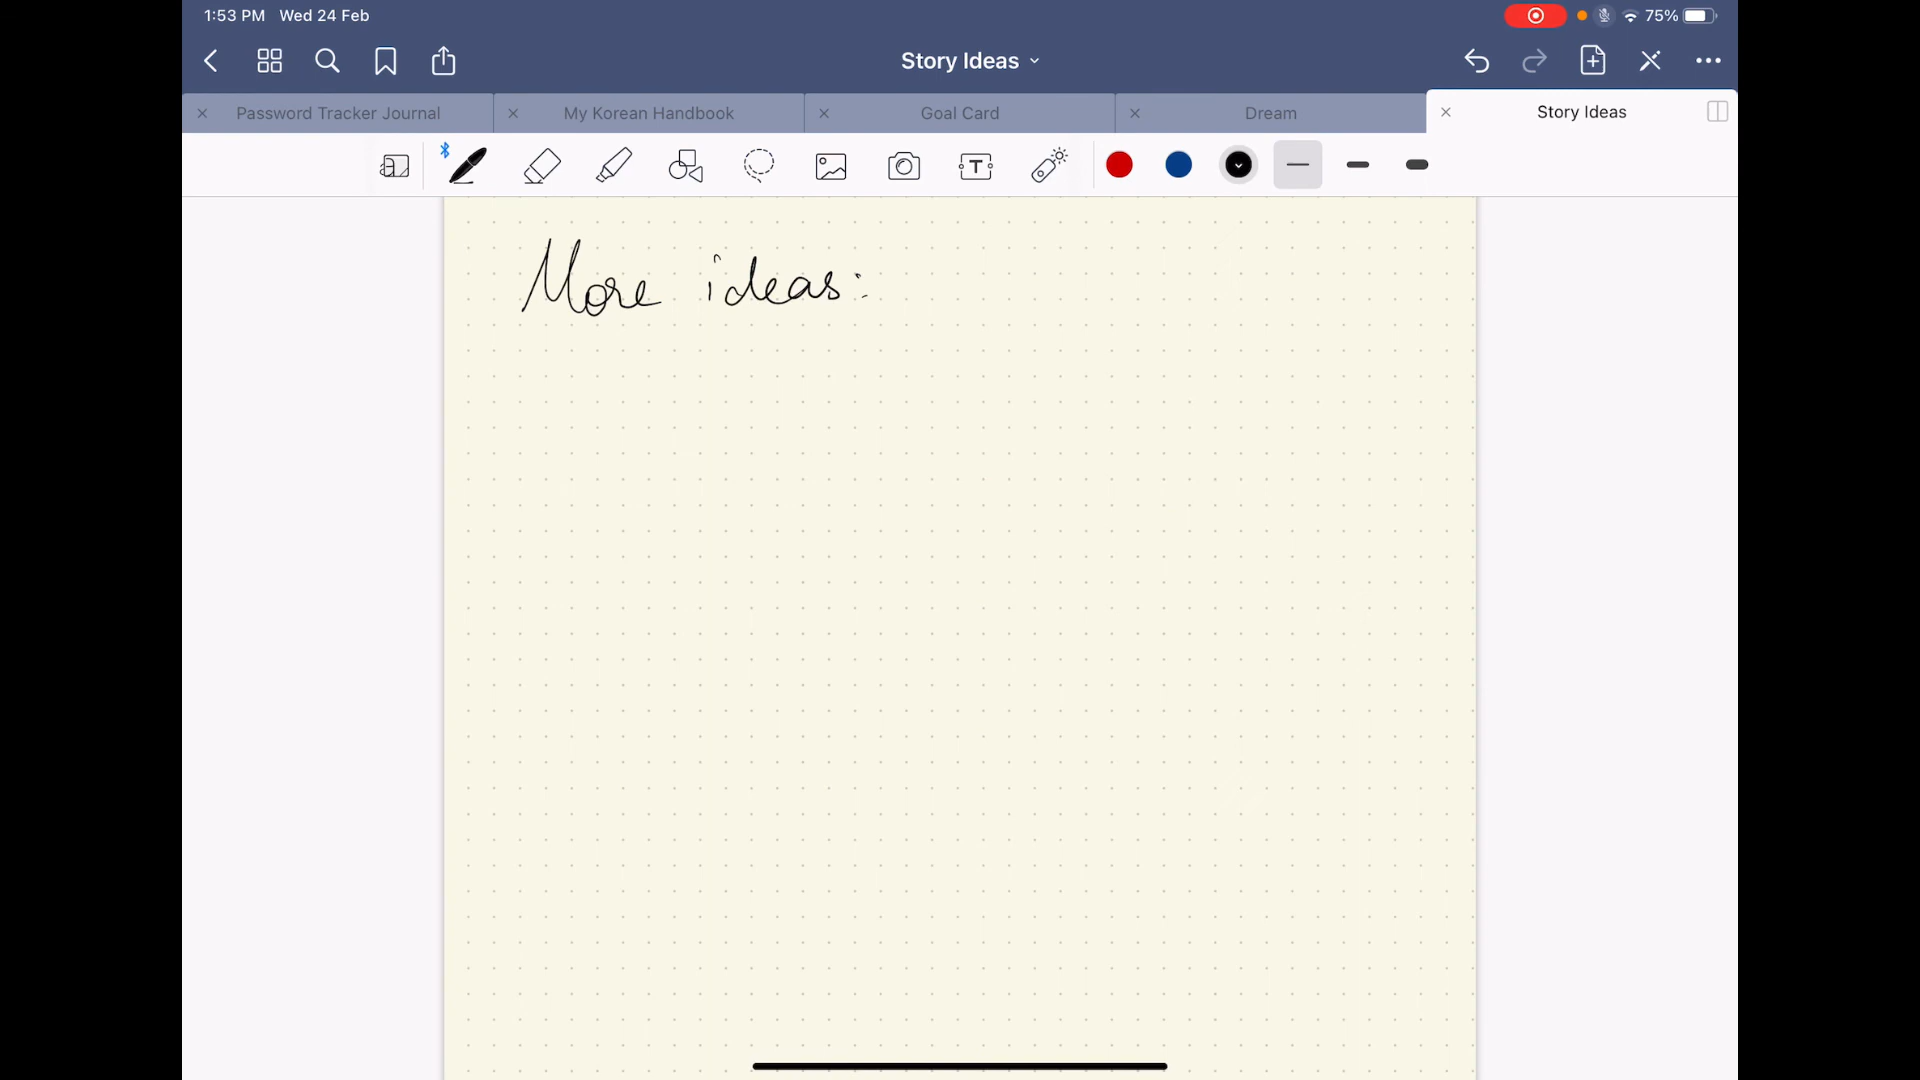 1:53 PM Wed 24 Feb 75%
Story Ideas
Password Tracker Journal My Korean Handbook Goal Card Dream Story Ideas
T
More ideas: